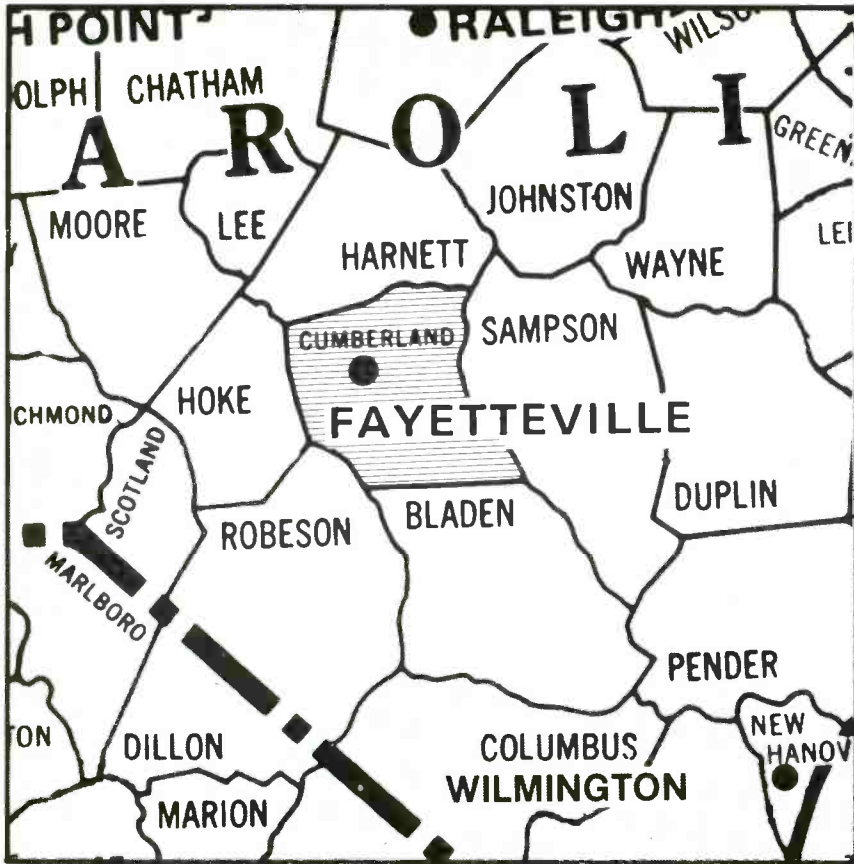 H POINT
RALEIGH
WILSO
OLPH
CHATHAM
A R O L I
GREEN
MOORE
LEE
JOHNSTON
LEI
HARNETT
WAYNE
CUMBERLAND
SAMPSON
HOKE
ICHMOND
FAYETTEVILLE
SCOTLAND
DUPLIN
ROBESON
BLADEN
MARLBORO
PENDER
TON
DILLON
COLUMBUS
NEW
HANOV
WILMINGTON
MARION